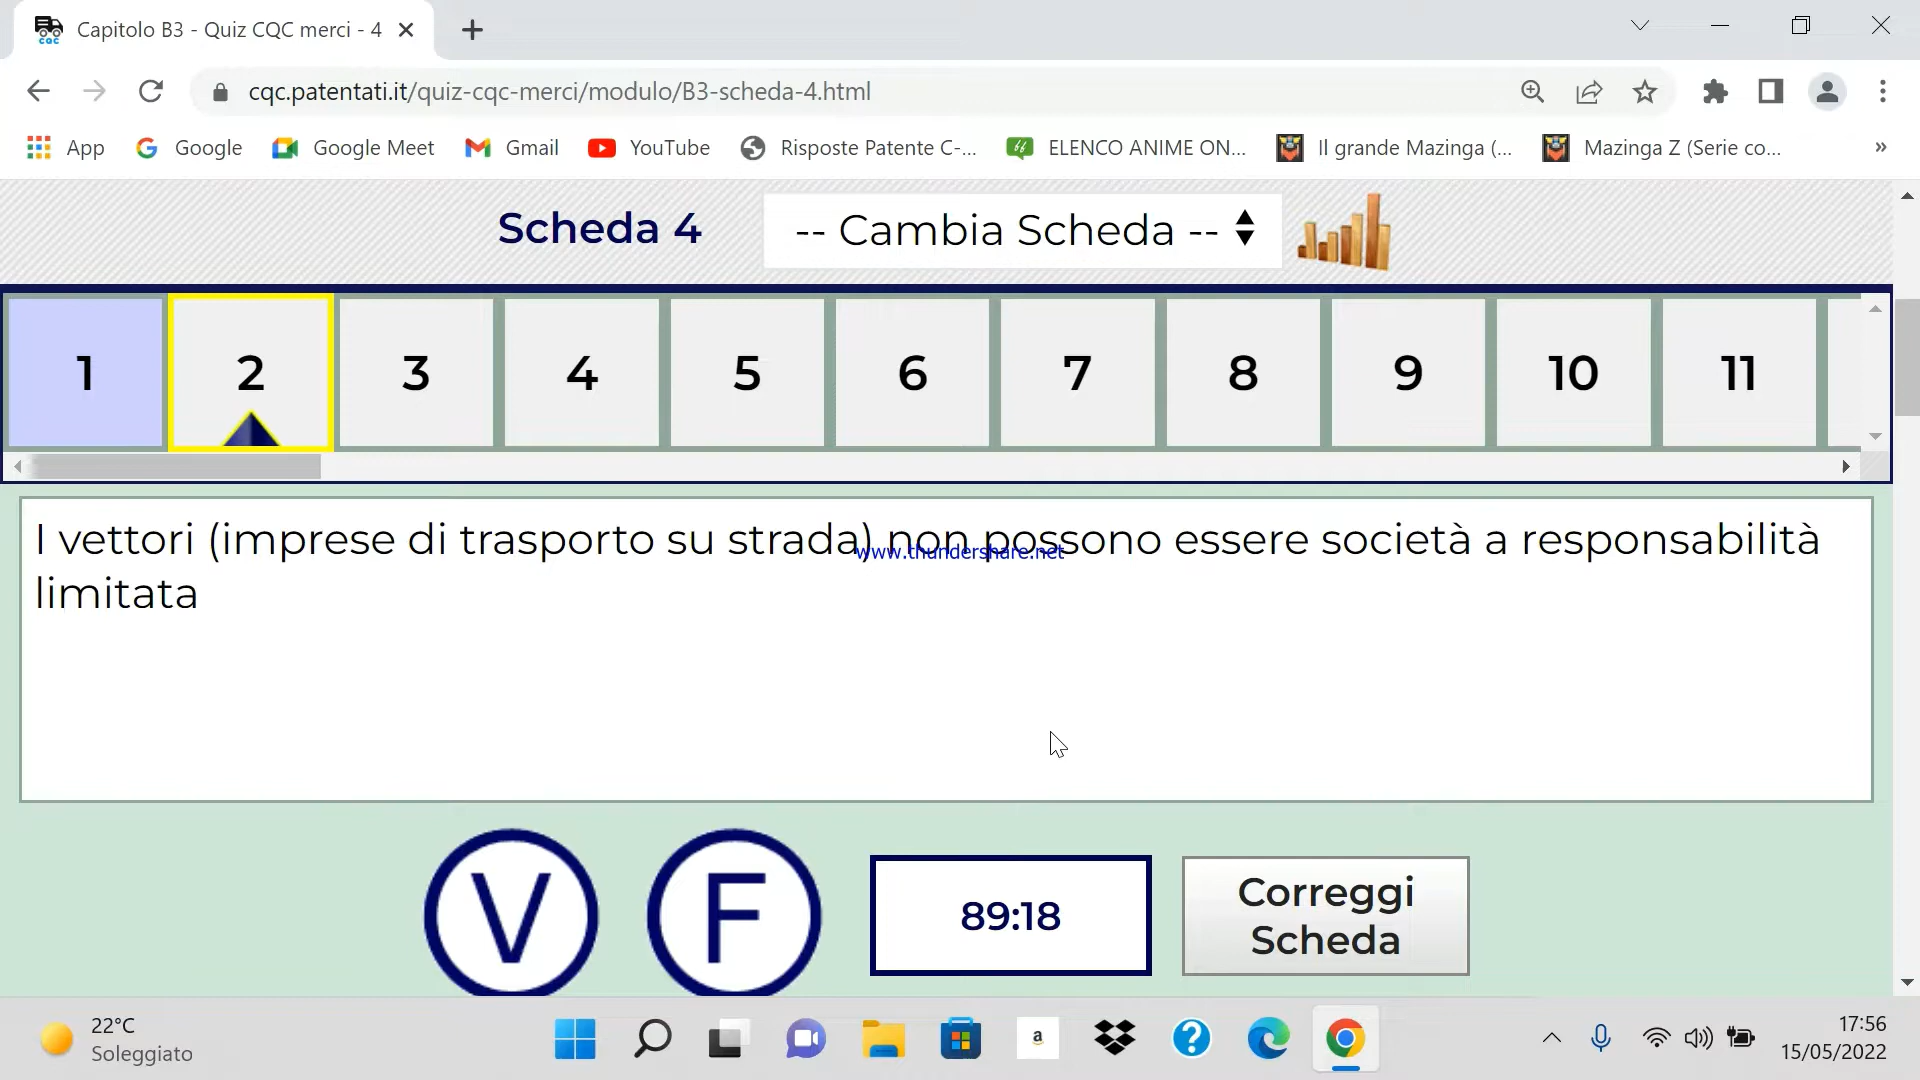 Capitolo B3 - Quiz CQC merci - 4
cqc.patentati.it/quiz-cqc-merci/modulo/B3-scheda-4.html
App Google Google Meet Gmail YouTube Risposte Patente C-... ELENCO ANIME ON... Il grande Mazinga (... Mazinga Z (Serie co... »
Scheda 4 -- Cambia Scheda --
1 2 3 4 5 6 7 8 9 10 11
I vettori (imprese di trasporto su strada) non possono essere società a responsabilità
www.thundershare.net
limitata
V F 89:18 Correggi
Scheda
22°C
Soleggiato
17:56
15/05/2022